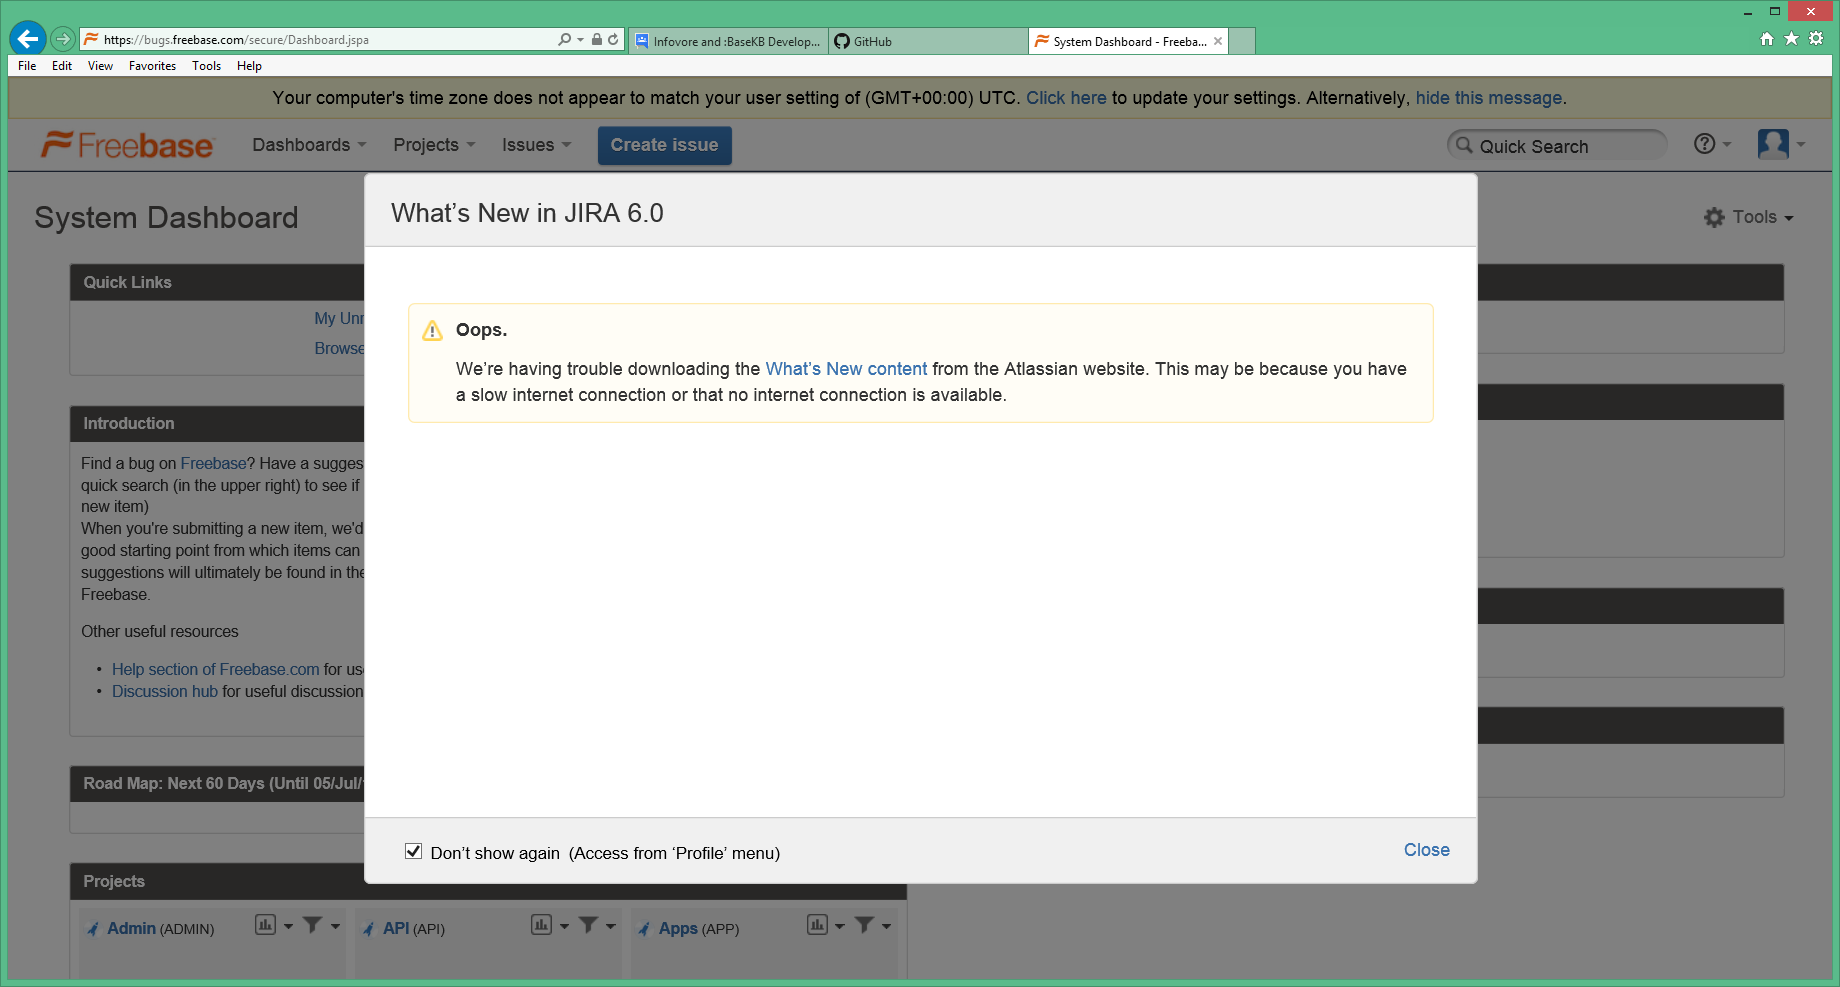 https://bugs.freebase.com/secure/Dashboard.jspa
Infovore and :BaseKB Develop...
GitHub
System Dashboard - Freeba...
File Edit View Favorites Tools Help
Your computer's time zone does not appear to match your user setting of (GMT+00:00) UTC. Click here to update your settings. Alternatively, hide this message.
Freebase Dashboards Projects Issues Create issue Quick Search
System Dashboard
Tools
What's New in JIRA 6.0
Oops.
We're having trouble downloading the What's New content from the Atlassian website. This may be because you have
a slow internet connection or that no internet connection is available.
Don't show again (Access from 'Profile' menu)
Close
Quick Links
My Unr
Browse
Introduction
Find a bug on Freebase? Have a sugges
quick search (in the upper right) to see if
new item)
When you're submitting a new item, we'd
good starting point from which items can
suggestions will ultimately be found in the
Freebase.
Other useful resources
• Help section of Freebase.com for us
• Discussion hub for useful discussion
Road Map: Next 60 Days (Until 05/Jul/
Projects
Admin (ADMIN)
API (API)
Apps (APP)